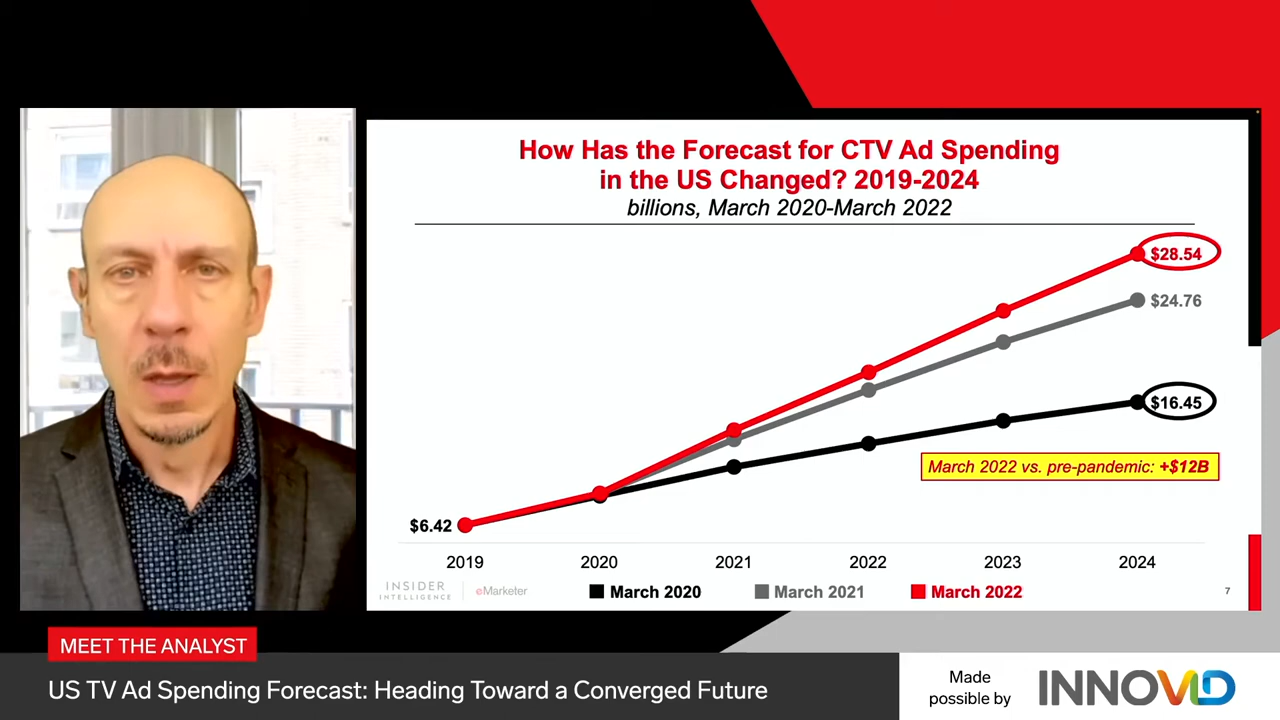 How Has the Forecast for CTV Ad Spending
in the US Changed? 2019-2024
billions, March 2020-March 2022
$28.54
$24.76
$16.45
March 2022 vs. pre-pandemic: +$12B
$6.42
2019 2020 2021 2022 2023 2024
INSIDER
INTELLIGENCE
eMarketer
March 2020 March 2021 March 2022
7
MEET THE ANALYST
US TV Ad Spending Forecast: Heading Toward a Converged Future
Made
possible by
INNOVID